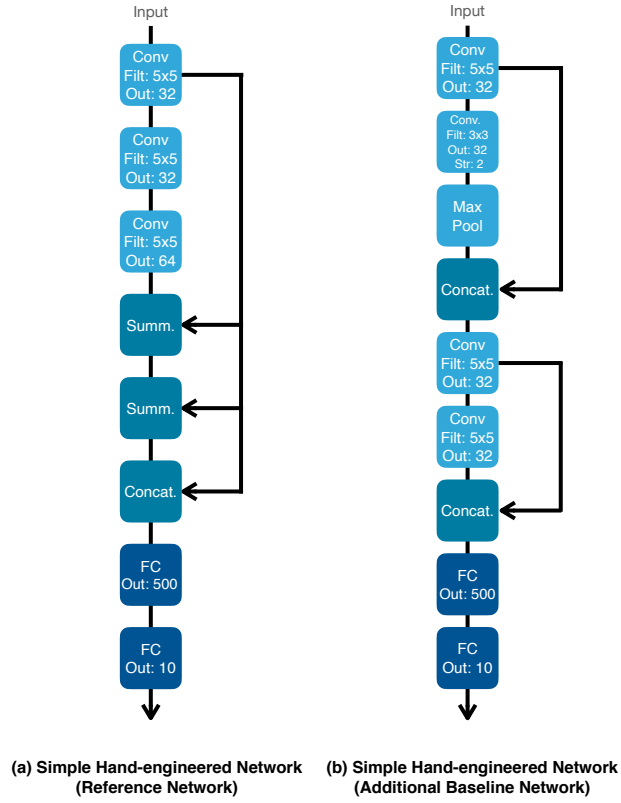 Input
Conv
Filt: 5x5
Out: 32
Conv
Filt: 5x5
Out: 32
Conv
Filt: 5x5
Out: 64
Summ.
Summ.
Concat.
FC
Out: 500
FC
Out: 10
(a) Simple Hand-engineered Network
(Reference Network)
Input
Conv
Filt: 5x5
Out: 32
Conv.
Filt: 3x3
Out: 32
Str: 2
Max
Pool
Concat.
Conv
Filt: 5x5
Out: 32
Conv
Filt: 5x5
Out: 32
Concat.
FC
Out: 500
FC
Out: 10
(b) Simple Hand-engineered Network
(Additional Baseline Network)